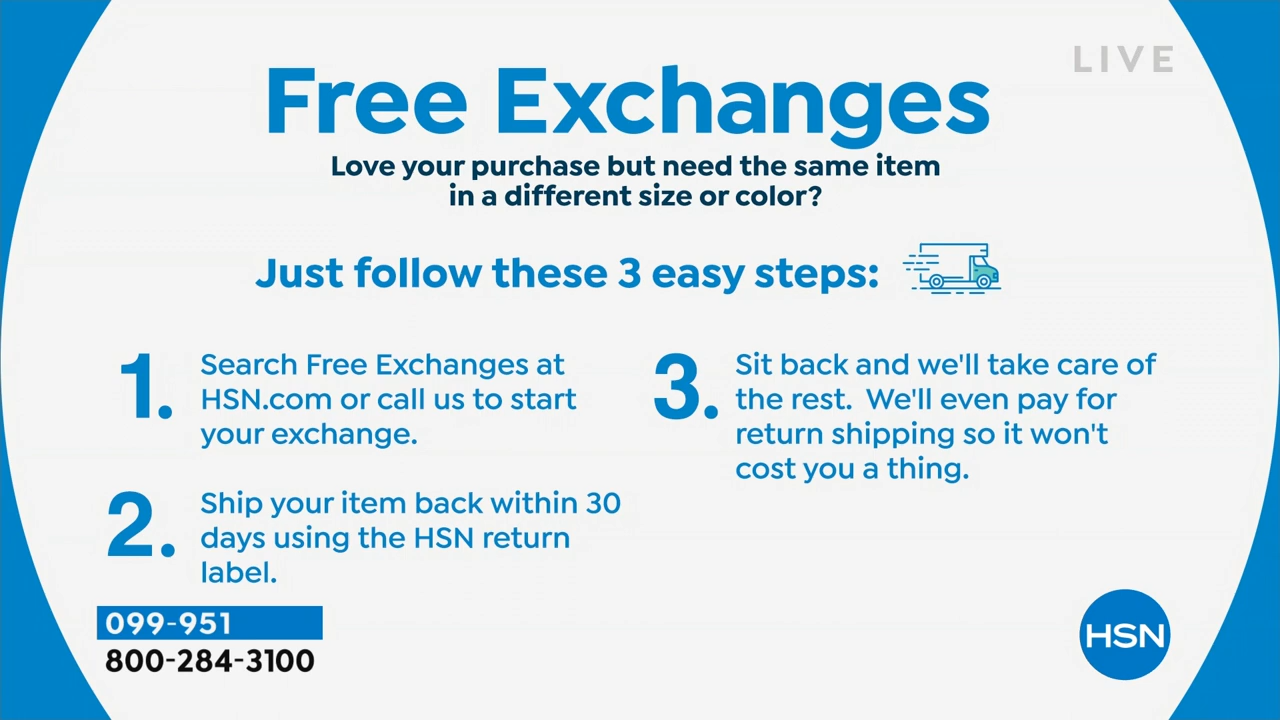 LIVE
Free Exchanges
Love your purchase but need the same item
in a different size or color?
Just follow these 3 easy steps:
1. Search Free Exchanges at
HSN.com or call us to start
your exchange.
2. Ship your item back within 30
days using the HSN return
label.
3. Sit back and we'll take care of
the rest.  We'll even pay for
return shipping so it won't
cost you a thing.
099-951
800-284-3100
HSN